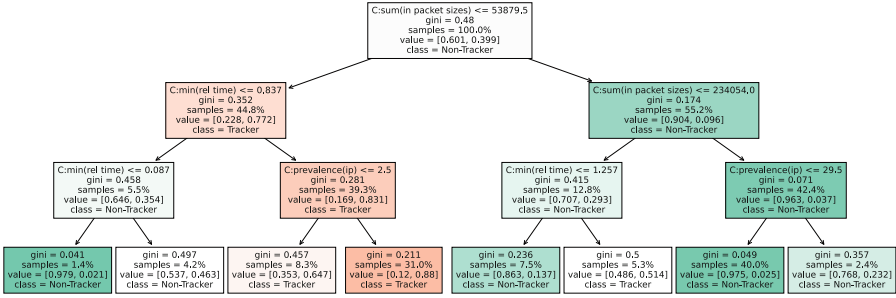 C:sum(in packet sizes) <= 53879.5
gini = 0.48
samples = 100.0%
value = [0.601, 0.399]
class = Non-Tracker
C:min(rel time) <= 0.837
gini = 0.352
samples = 44.8%
value = [0.228, 0.772]
class = Tracker
C:sum(in packet sizes) <= 234054.0
gini = 0.174
samples = 55.2%
value = [0.904, 0.096]
class = Non-Tracker
C:min(rel time) <= 0.087
gini = 0.458
samples = 5.5%
value = [0.646, 0.354]
class = Non-Tracker
C:prevalence(ip) <= 2.5
gini = 0.281
samples = 39.3%
value = [0.169, 0.831]
class = Tracker
C:min(rel time) <= 1.257
gini = 0.415
samples = 12.8%
value = [0.707, 0.293]
class = Non-Tracker
C:prevalence(ip) <= 29.5
gini = 0.071
samples = 42.4%
value = [0.963, 0.037]
class = Non-Tracker
gini = 0.041
samples = 1.4%
value = [0.979, 0.021]
class = Non-Tracker
gini = 0.497
samples = 4.2%
value = [0.537, 0.463]
class = Non-Tracker
gini = 0.457
samples = 8.3%
value = [0.353, 0.647]
class = Tracker
gini = 0.211
samples = 31.0%
value = [0.12, 0.88]
class = Tracker
gini = 0.236
samples = 7.5%
value = [0.863, 0.137]
class = Non-Tracker
gini = 0.5
samples = 5.3%
value = [0.486, 0.514]
class = Tracker
gini = 0.049
samples = 40.0%
value = [0.975, 0.025]
class = Non-Tracker
gini = 0.357
samples = 2.4%
value = [0.768, 0.232]
class = Non-Tracker